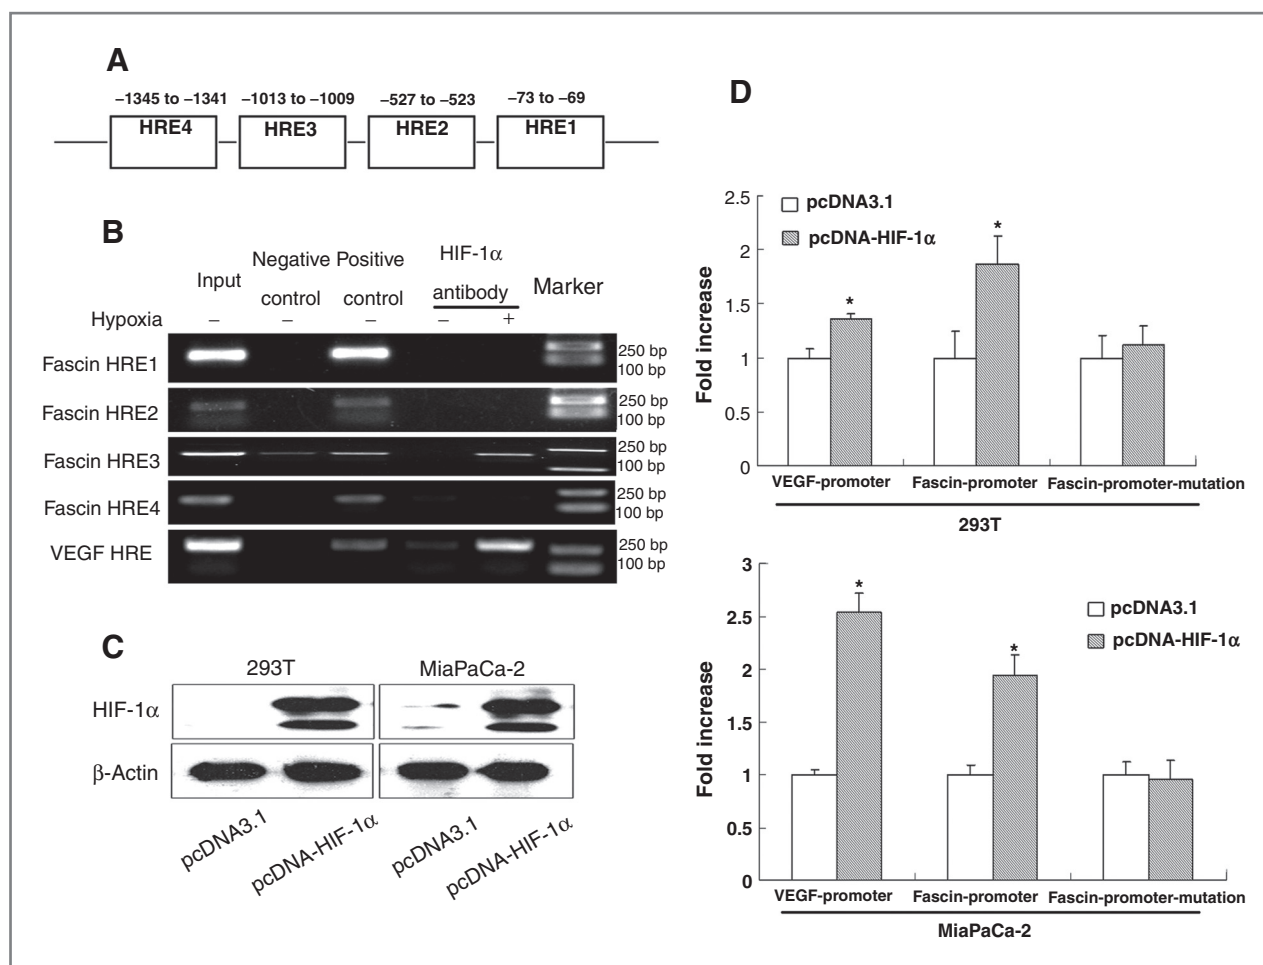 A
–1345 to –1341 –1013 to –1009 –527 to –523 –73 to –69
HRE4 HRE3 HRE2 HRE1
B
Input Negative control Positive control HIF-1α antibody Marker
Hypoxia – – – – +
Fascin HRE1 250 bp
100 bp
Fascin HRE2 250 bp
100 bp
Fascin HRE3 250 bp
100 bp
Fascin HRE4 250 bp
100 bp
VEGF HRE 250 bp
100 bp
C
293T MiaPaCa-2
HIF-1α
β-Actin
pcDNA3.1 pcDNA-HIF-1α pcDNA3.1 pcDNA-HIF-1α
D
pcDNA3.1
pcDNA-HIF-1α
Fold increase
2.5
2
1.5
1
0.5
0
* *
VEGF-promoter Fascin-promoter Fascin-promoter-mutation
293T
pcDNA3.1
pcDNA-HIF-1α
Fold increase
3
2.5
2
1.5
1
0.5
0
* *
VEGF-promoter Fascin-promoter Fascin-promoter-mutation
MiaPaCa-2